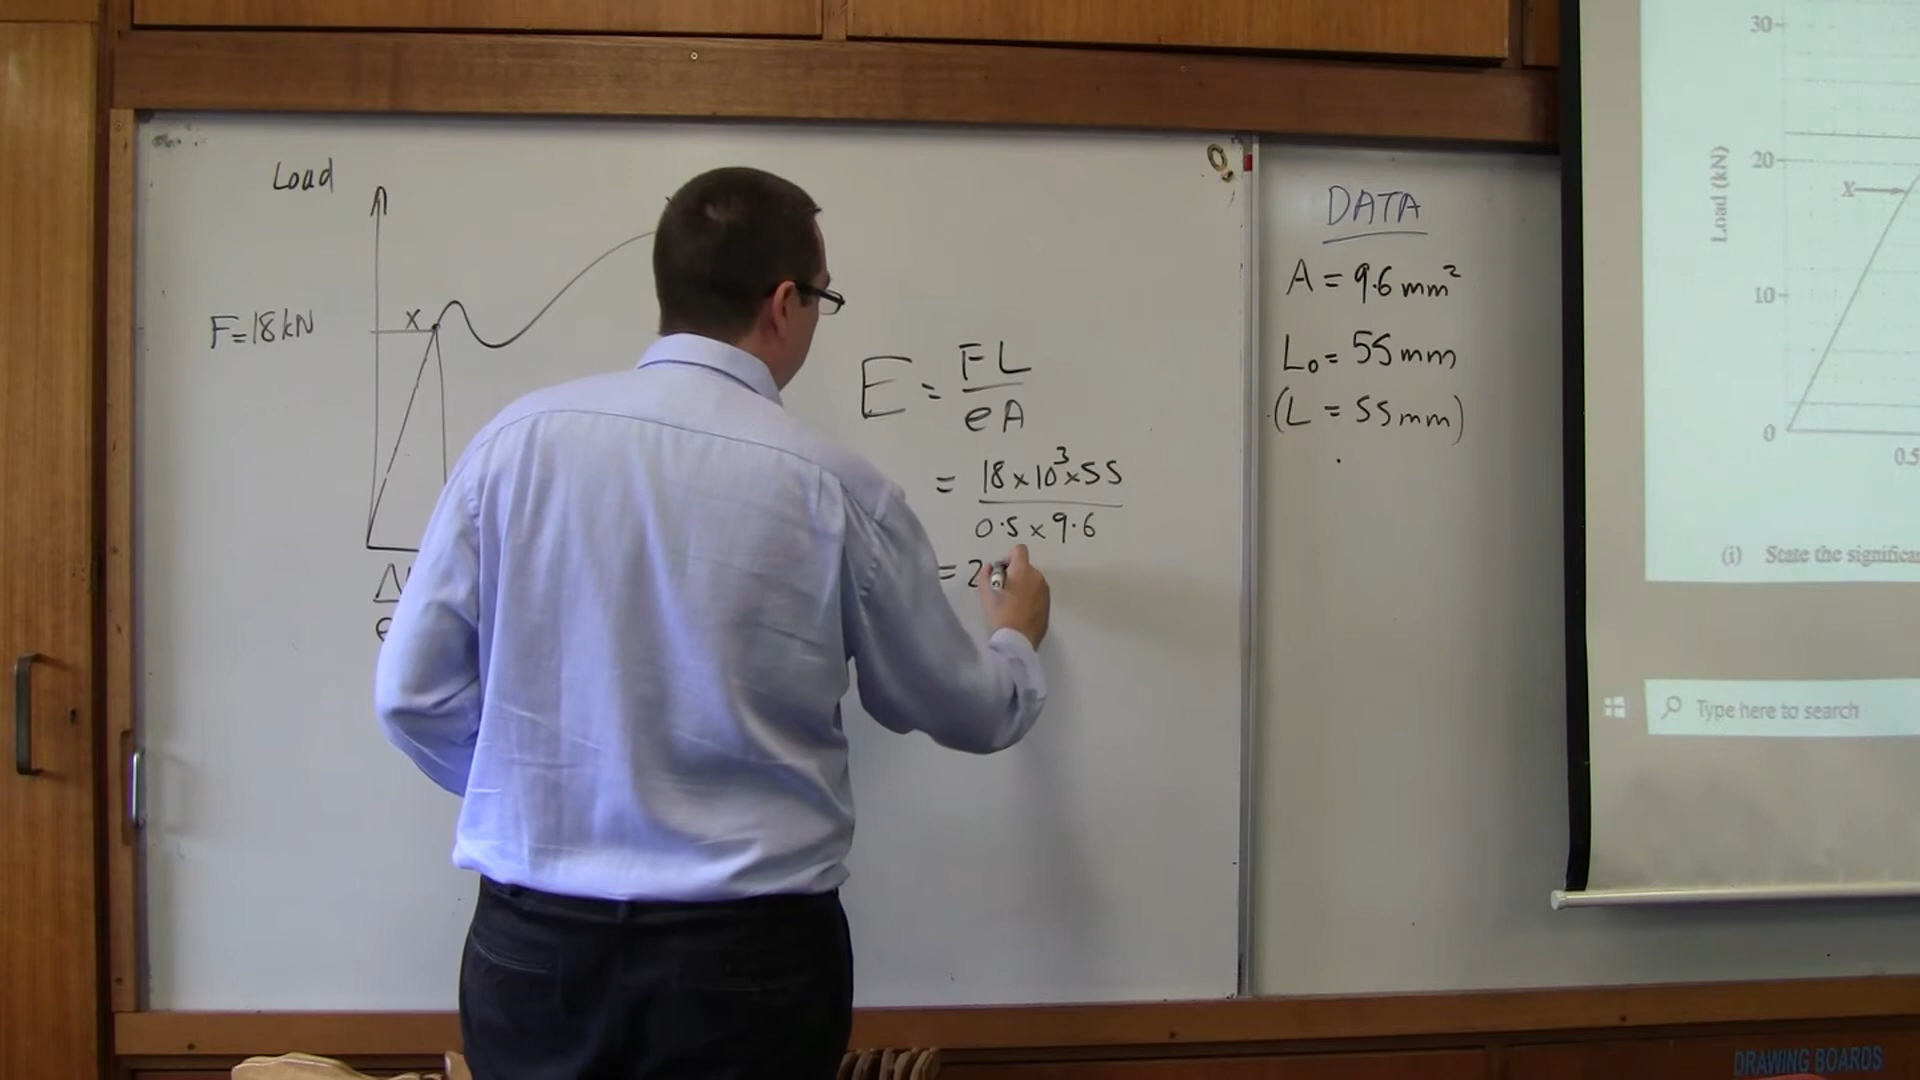 Load
F=18kN
X
E = FL
eA
= 18×10³×55
0.5×9.6
= 2
DATA
A = 9.6 mm²
L₀ = 55 mm
(L = 55 mm)
30
20
10
0
0.5
Load (kN)
X
(i) State the
Type here to search
DRAWING BOARDS